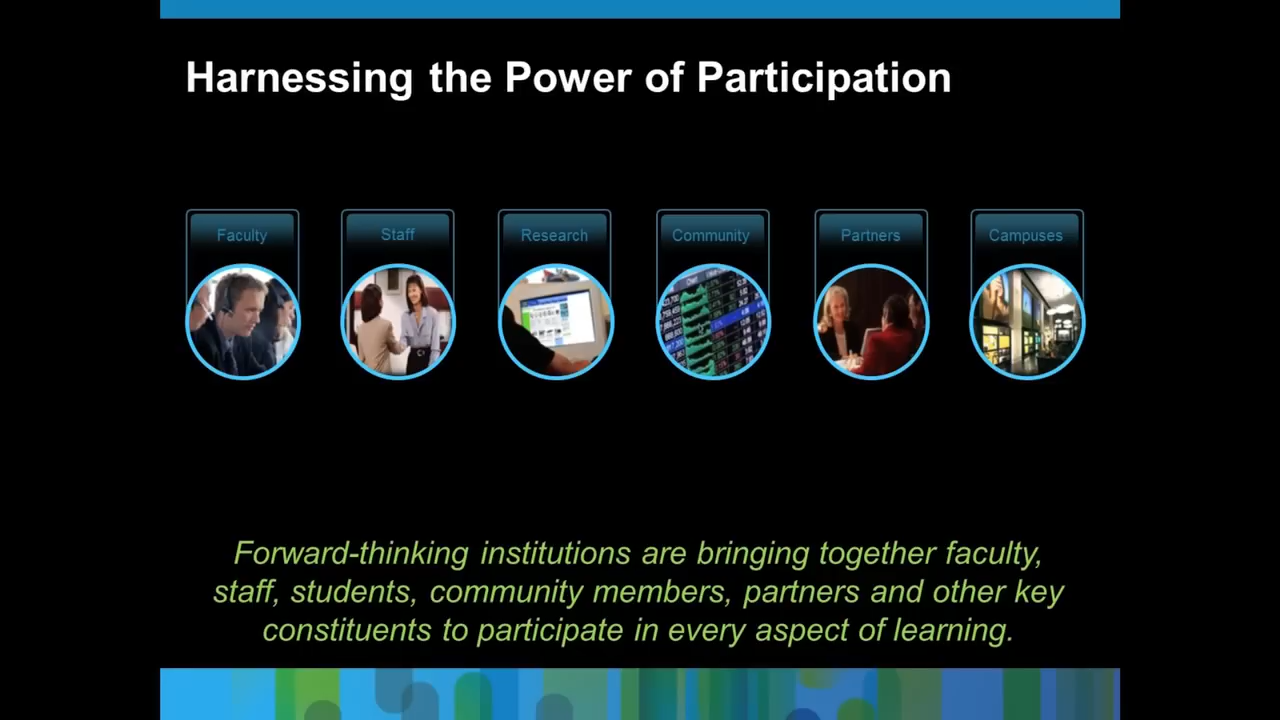 Harnessing the Power of Participation
Faculty
Staff
Research
Community
Partners
Campuses
Forward-thinking institutions are bringing together faculty,
staff, students, community members, partners and other key
constituents to participate in every aspect of learning.